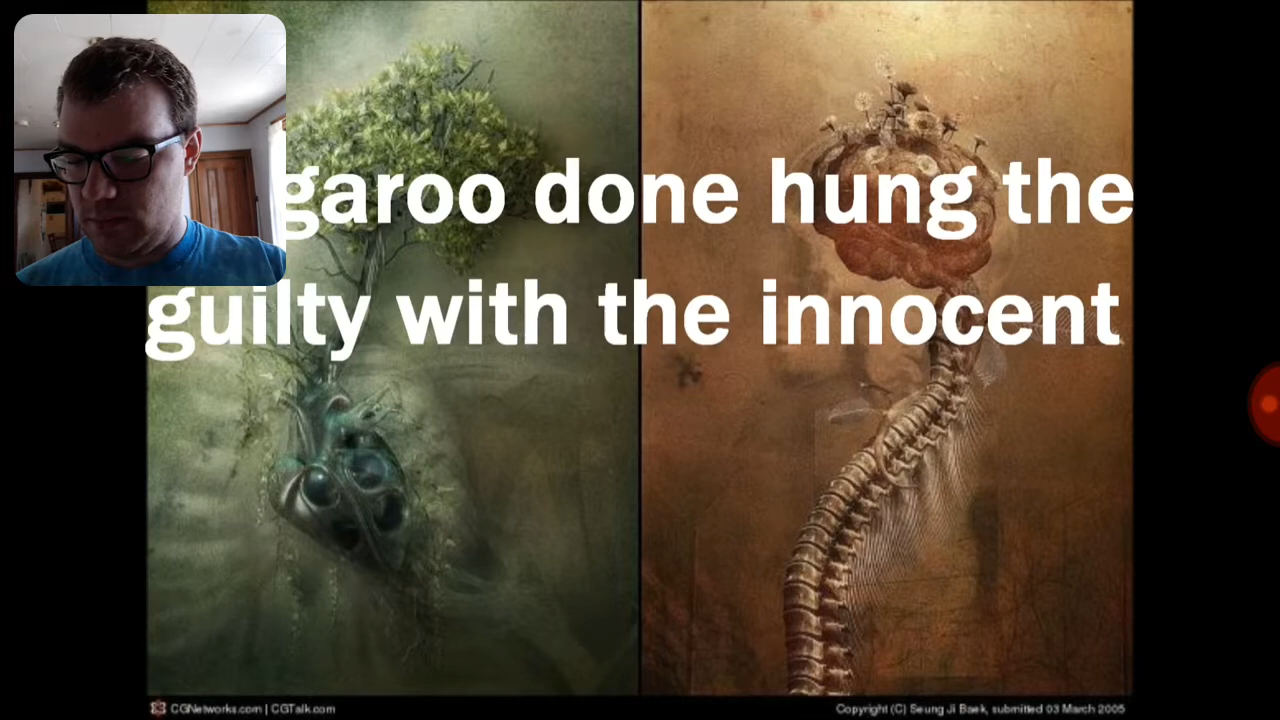 garoo done hung the
guilty with the innocent
CGNetworks.com | CGTalk.com
Copyright (C) Seung Ji Baek, submitted 03 March 2005